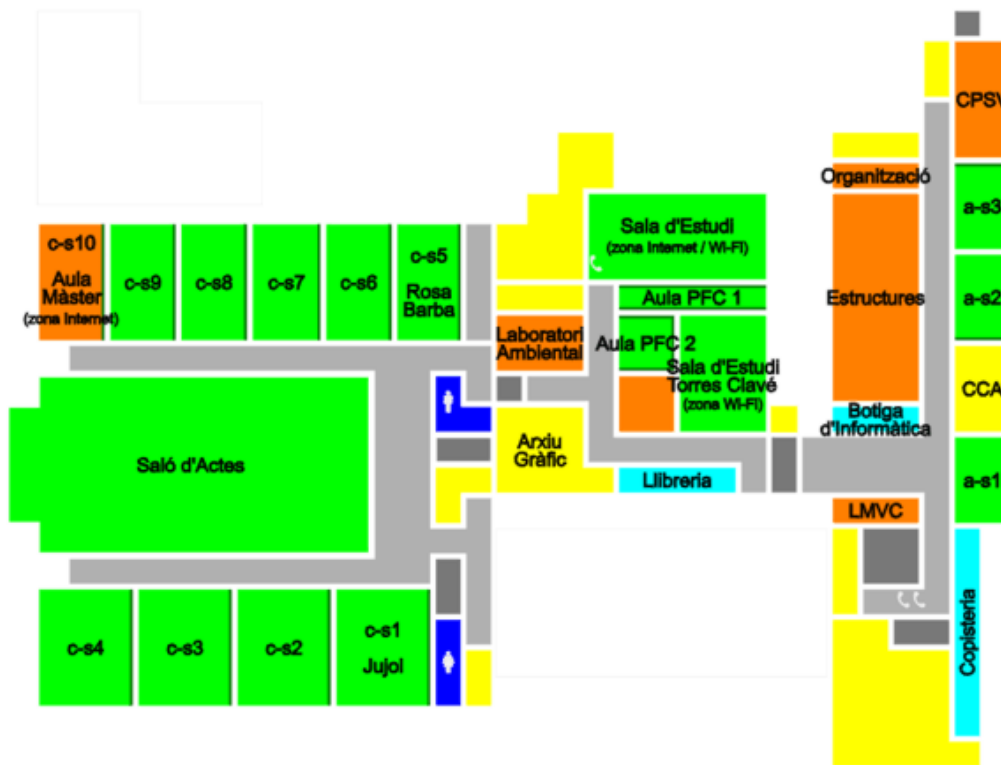 CPSV
Organització
a-s3
Sala d'Estudi
(zona Internet / Wi-FI)
c-s10
Aula
Màster
(zona Internet)
c-s9
c-s8
c-s7
c-s6
c-s5
Rosa
Barba
Aula PFC 1
Estructures
a-s2
Laboratori
Ambiental
Aula PFC 2
Sala d'Estudi
Torres Clavé
(zona Wi-FI)
CCA
Botiga
d'Informàtica
Arxiu
Gràfic
Saló d'Actes
Llibreria
a-s1
LMVC
c-s4
c-s3
c-s2
c-s1
Jujol
Copisteria